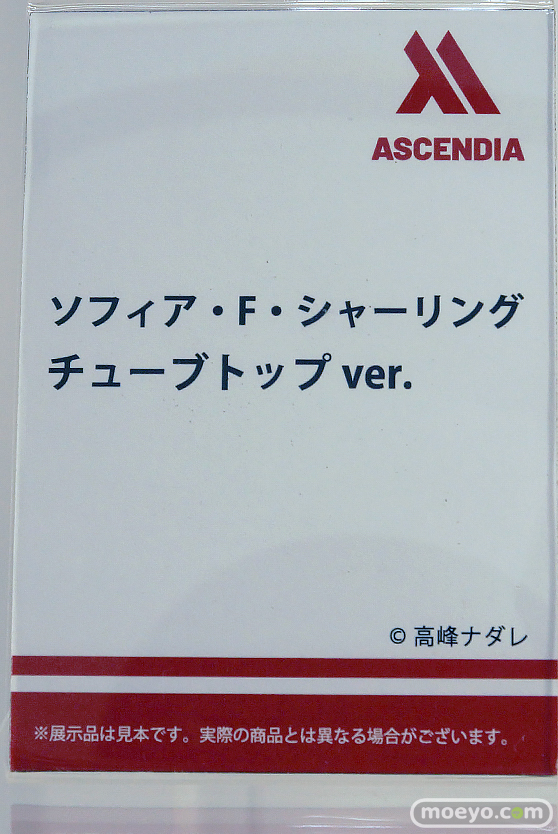 ASCENDIA
ソフィア・F・シャーリング
チューブトップ ver.
© 高峰ナダレ
※展示品は見本です。実際の商品とは異なる場合がございます。
moeyo.com